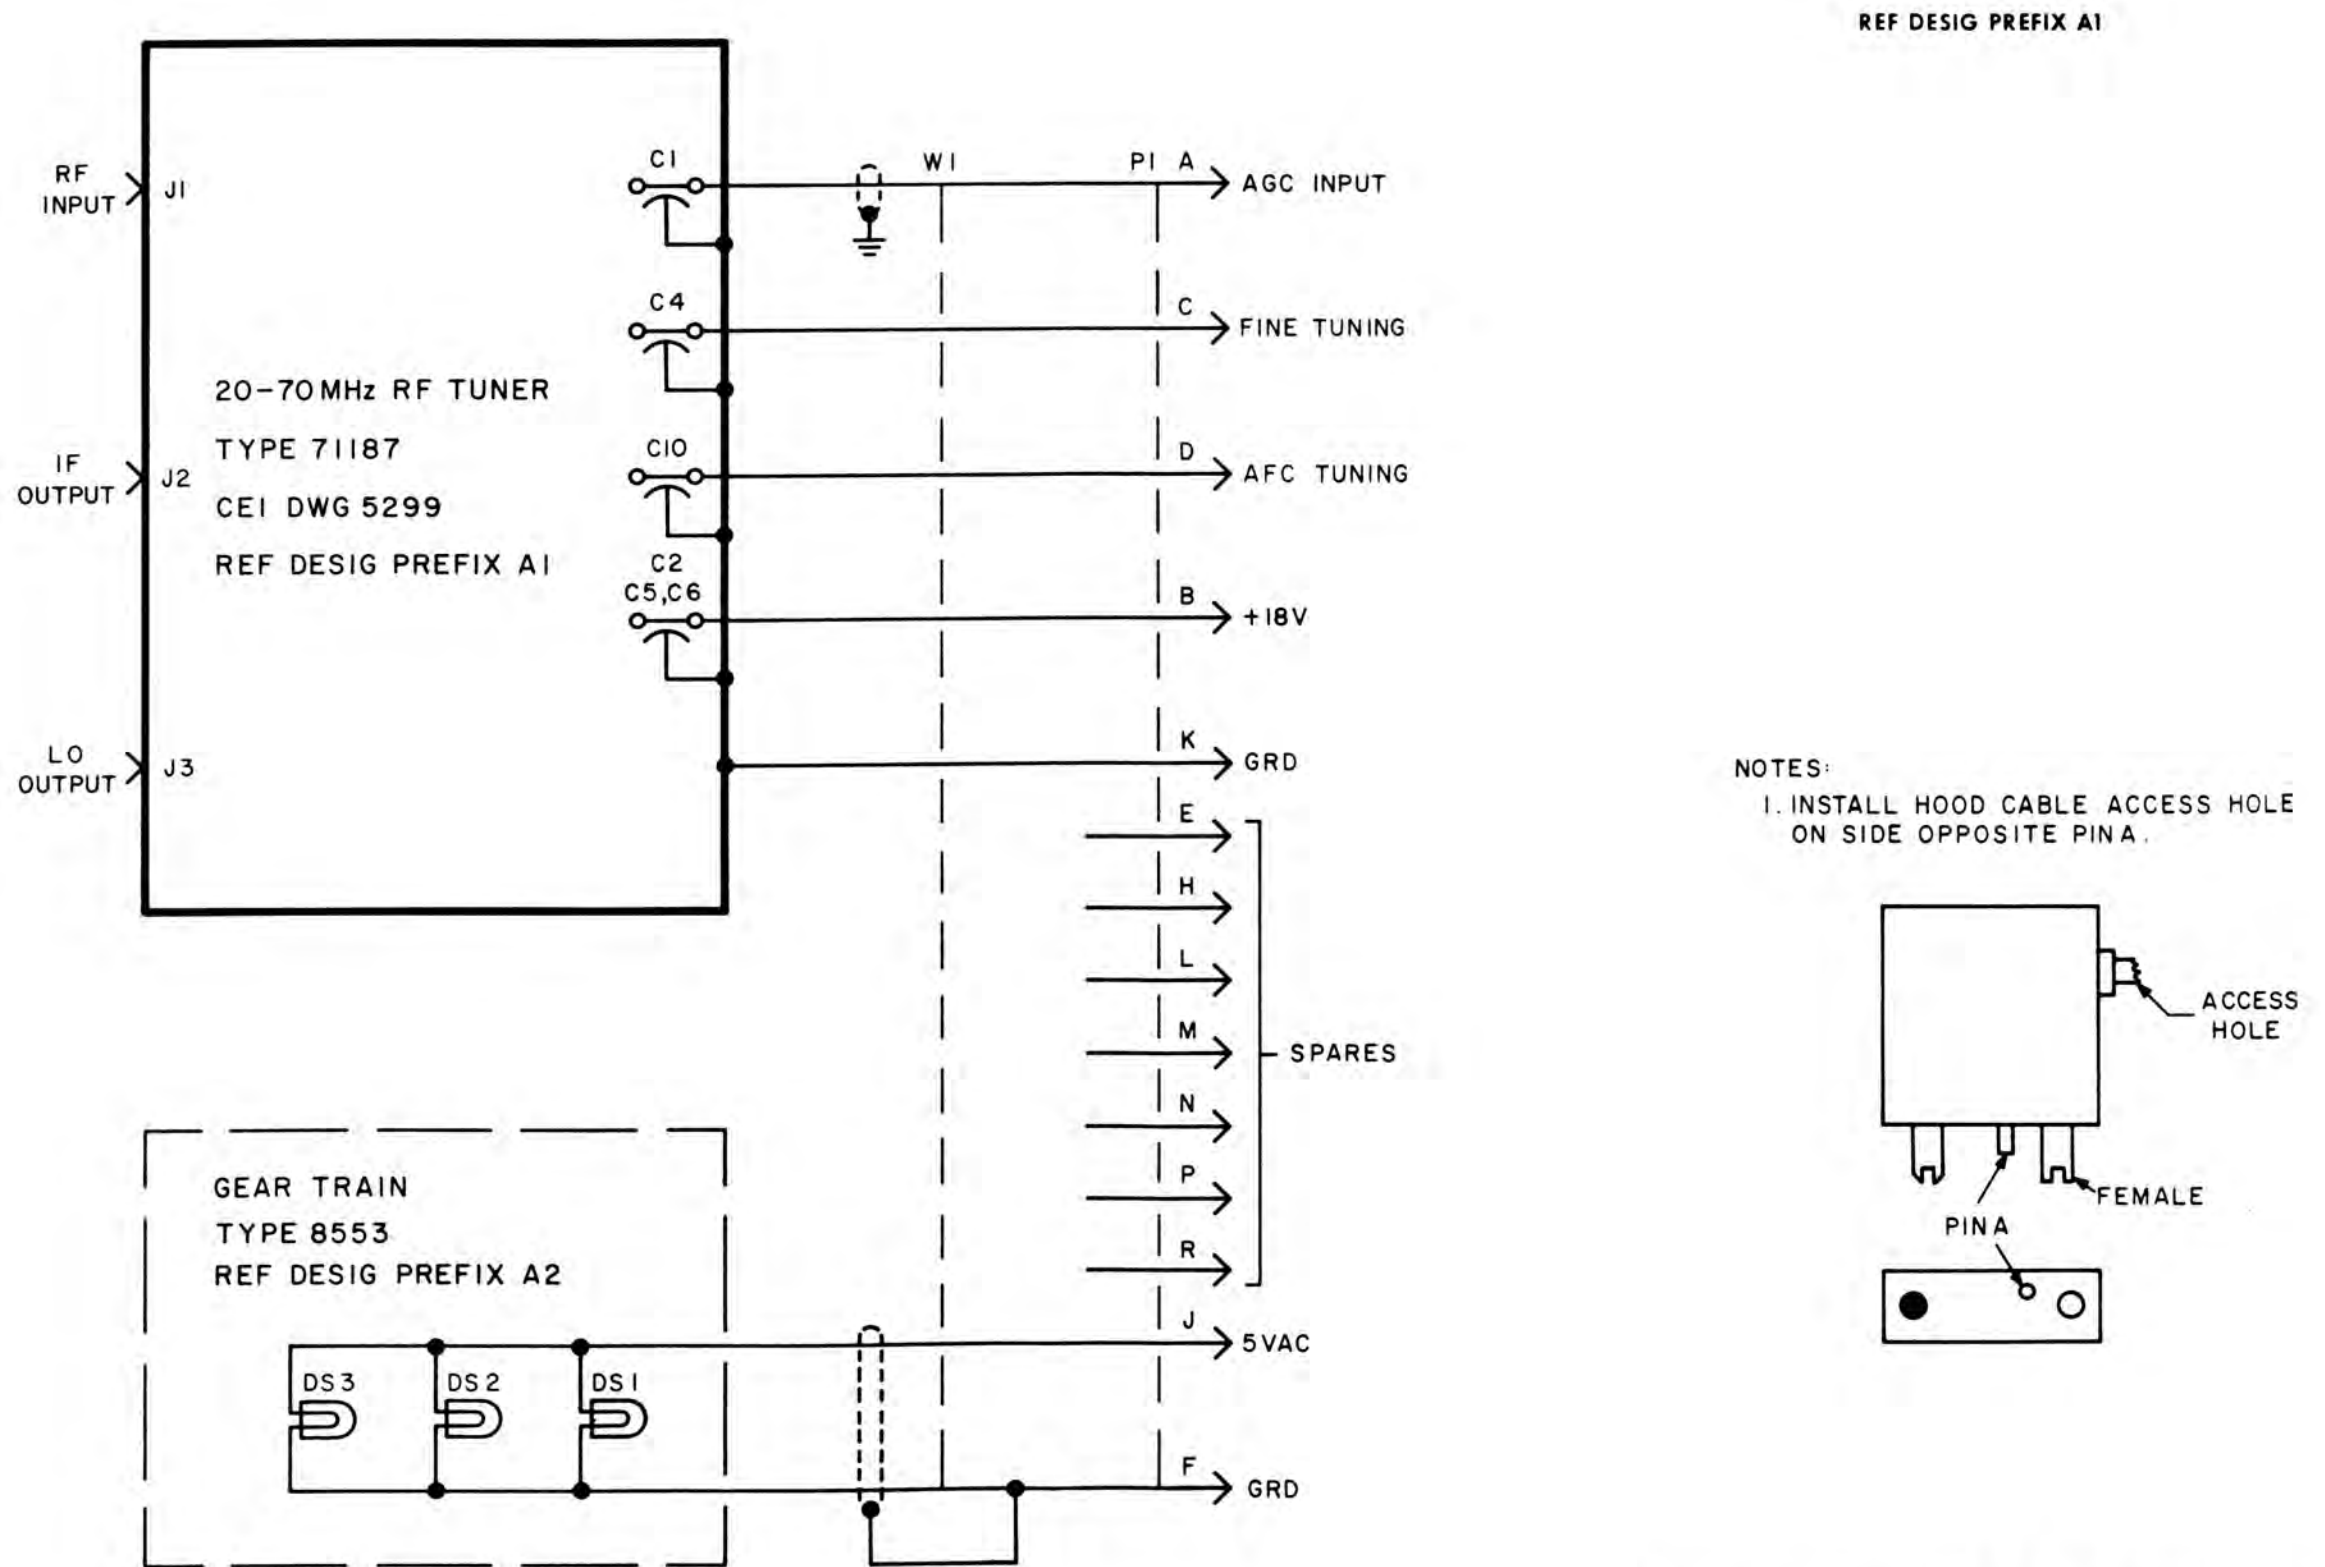 REF DESIG PREFIX A1
RF
INPUT
J1
C1
W1
P1
A
AGC INPUT
C4
C
FINE TUNING
20-70MHz RF TUNER
TYPE 71187
CEI DWG 5299
REF DESIG PREFIX A1
IF
OUTPUT
J2
C10
D
AFC TUNING
C2
C5,C6
B
+18V
LO
OUTPUT
J3
K
GRD
E
H
L
M
N
P
R
SPARES
NOTES:
1. INSTALL HOOD CABLE ACCESS HOLE
ON SIDE OPPOSITE PIN A.
ACCESS
HOLE
FEMALE
PIN A
GEAR TRAIN
TYPE 8553
REF DESIG PREFIX A2
J
5VAC
DS3
DS2
DS1
F
GRD